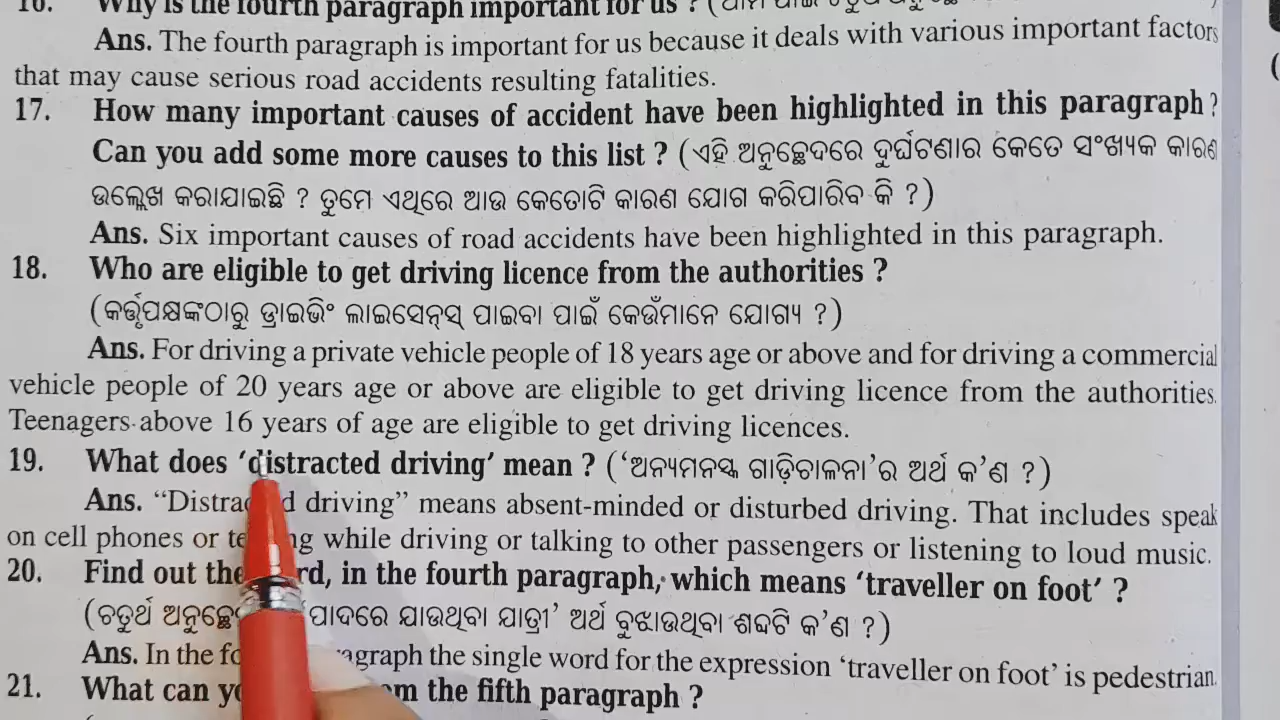 16. Why is the fourth paragraph important for us ?
Ans. The fourth paragraph is important for us because it deals with various important factors
that may cause serious road accidents resulting fatalities.
17. How many important causes of accident have been highlighted in this paragraph ?
Can you add some more causes to this list ? (ଏହି ଅନୁଚ୍ଛେଦରେ ଦୁର୍ଘଟଣାର କେତେ ସଂଖ୍ୟକ କାରଣ
ଉଲ୍ଲେଖ କରାଯାଇଛି ? ତୁମେ ଏଥିରେ ଆଉ କେତୋଟି କାରଣ ଯୋଗ କରିପାରିବ କି ?)
Ans. Six important causes of road accidents have been highlighted in this paragraph.
18. Who are eligible to get driving licence from the authorities ?
(କର୍ତ୍ତୃପକ୍ଷଙ୍କଠାରୁ ଡ୍ରାଇଭିଂ ଲାଇସେନ୍ସ୍ ପାଇବା ପାଇଁ କେଉଁମାନେ ଯୋଗ୍ୟ ?)
Ans. For driving a private vehicle people of 18 years age or above and for driving a commercial
vehicle people of 20 years age or above are eligible to get driving licence from the authorities.
Teenagers above 16 years of age are eligible to get driving licences.
19. What does ‘distracted driving’ mean ? (‘ଅନ୍ୟମନସ୍କ ଗାଡ଼ିଚାଳନା’ର ଅର୍ଥ କ’ଣ ?)
Ans. “Distracted driving” means absent-minded or disturbed driving. That includes speak
on cell phones or while driving or talking to other passengers or listening to loud music.
20. Find out the in the fourth paragraph, which means ‘traveller on foot’ ?
(ଚତୁର୍ଥ ପାଦରେ ଯାଉଥିବା ଯାତ୍ରୀ’ ଅର୍ଥ ବୁଝାଉଥିବା ଶବ୍ଦଟି କ’ଣ ?)
Ans. In the paragraph the single word for the expression ‘traveller on foot’ is pedestrian.
21. What can the fifth paragraph ?